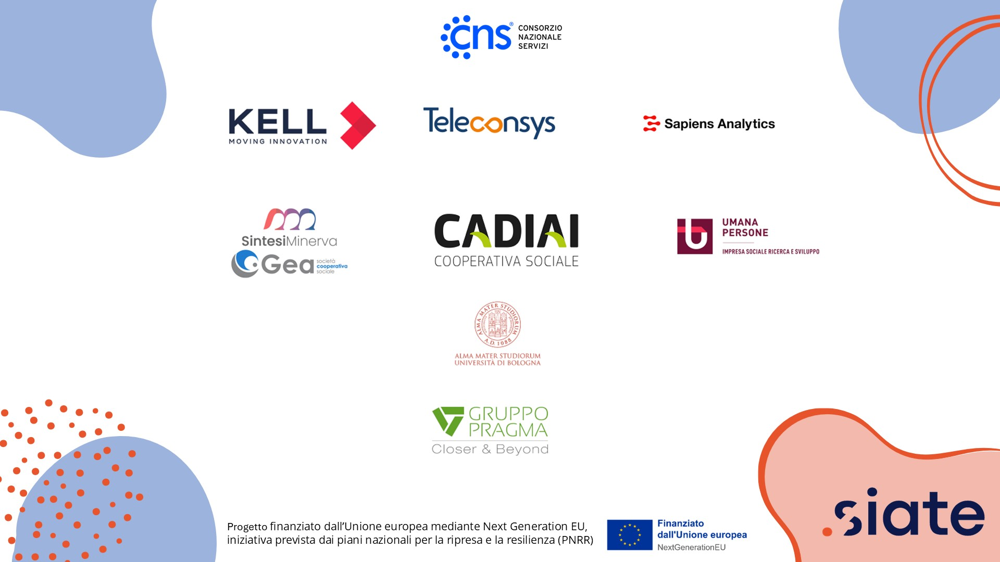 cns® CONSORZIO
NAZIONALE
SERVIZI
KELL
MOVING INNOVATION
Teleconsys
Sapiens Analytics
SintesiMinerva
Gea società
cooperativa
sociale
CADIAI
COOPERATIVA SOCIALE
UMANA
PERSONE
IMPRESA SOCIALE RICERCA E SVILUPPO
ALMA MATER STUDIORUM
A.D. 1088
ALMA MATER STUDIORUM
UNIVERSITÀ DI BOLOGNA
GRUPPO
PRAGMA
Closer & Beyond
Progetto finanziato dall’Unione europea mediante Next Generation EU,
iniziativa prevista dai piani nazionali per la ripresa e la resilienza (PNRR)
Finanziato
dall'Unione europea
NextGenerationEU
.siate